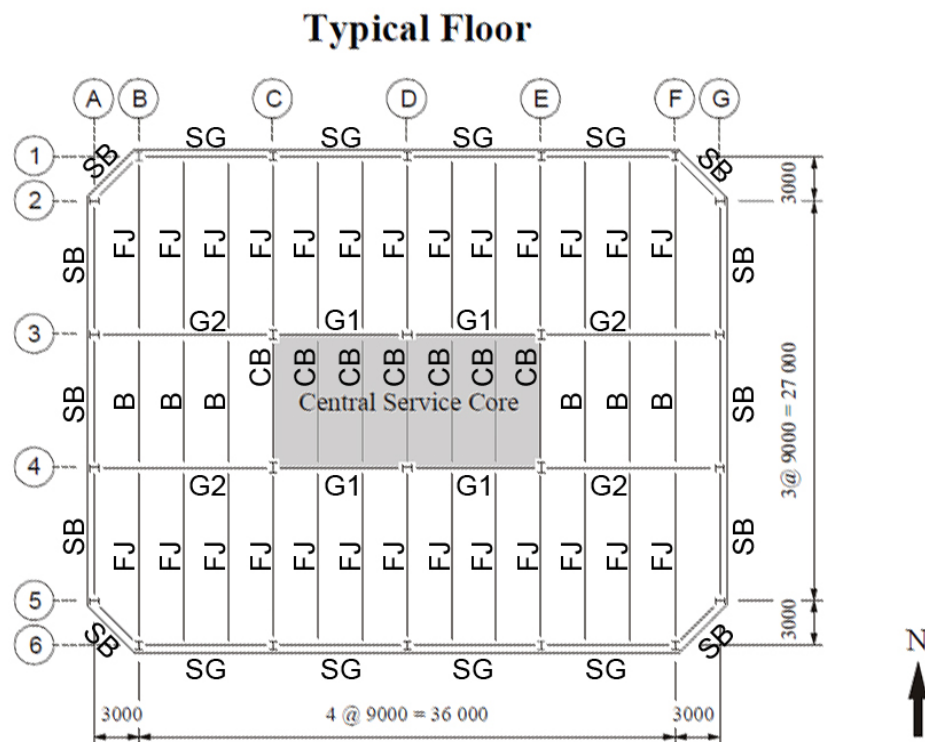 Typical Floor
A B C D E F G
SG SG SG SG
1 SB SB
2 3000
SB FJ FJ FJ FJ FJ FJ FJ FJ FJ FJ FJ FJ FJ SB
3 G2 G1 G1 G2
CB CB CB CB CB CB CB
SB B B B B B B SB
Central Service Core
3@ 9000 = 27 000
4 G2 G1 G1 G2
SB FJ FJ FJ FJ FJ FJ FJ FJ FJ FJ FJ FJ FJ SB
5 3000
6 SB SB
SG SG SG SG
N
3000 4 @ 9000 = 36 000 3000